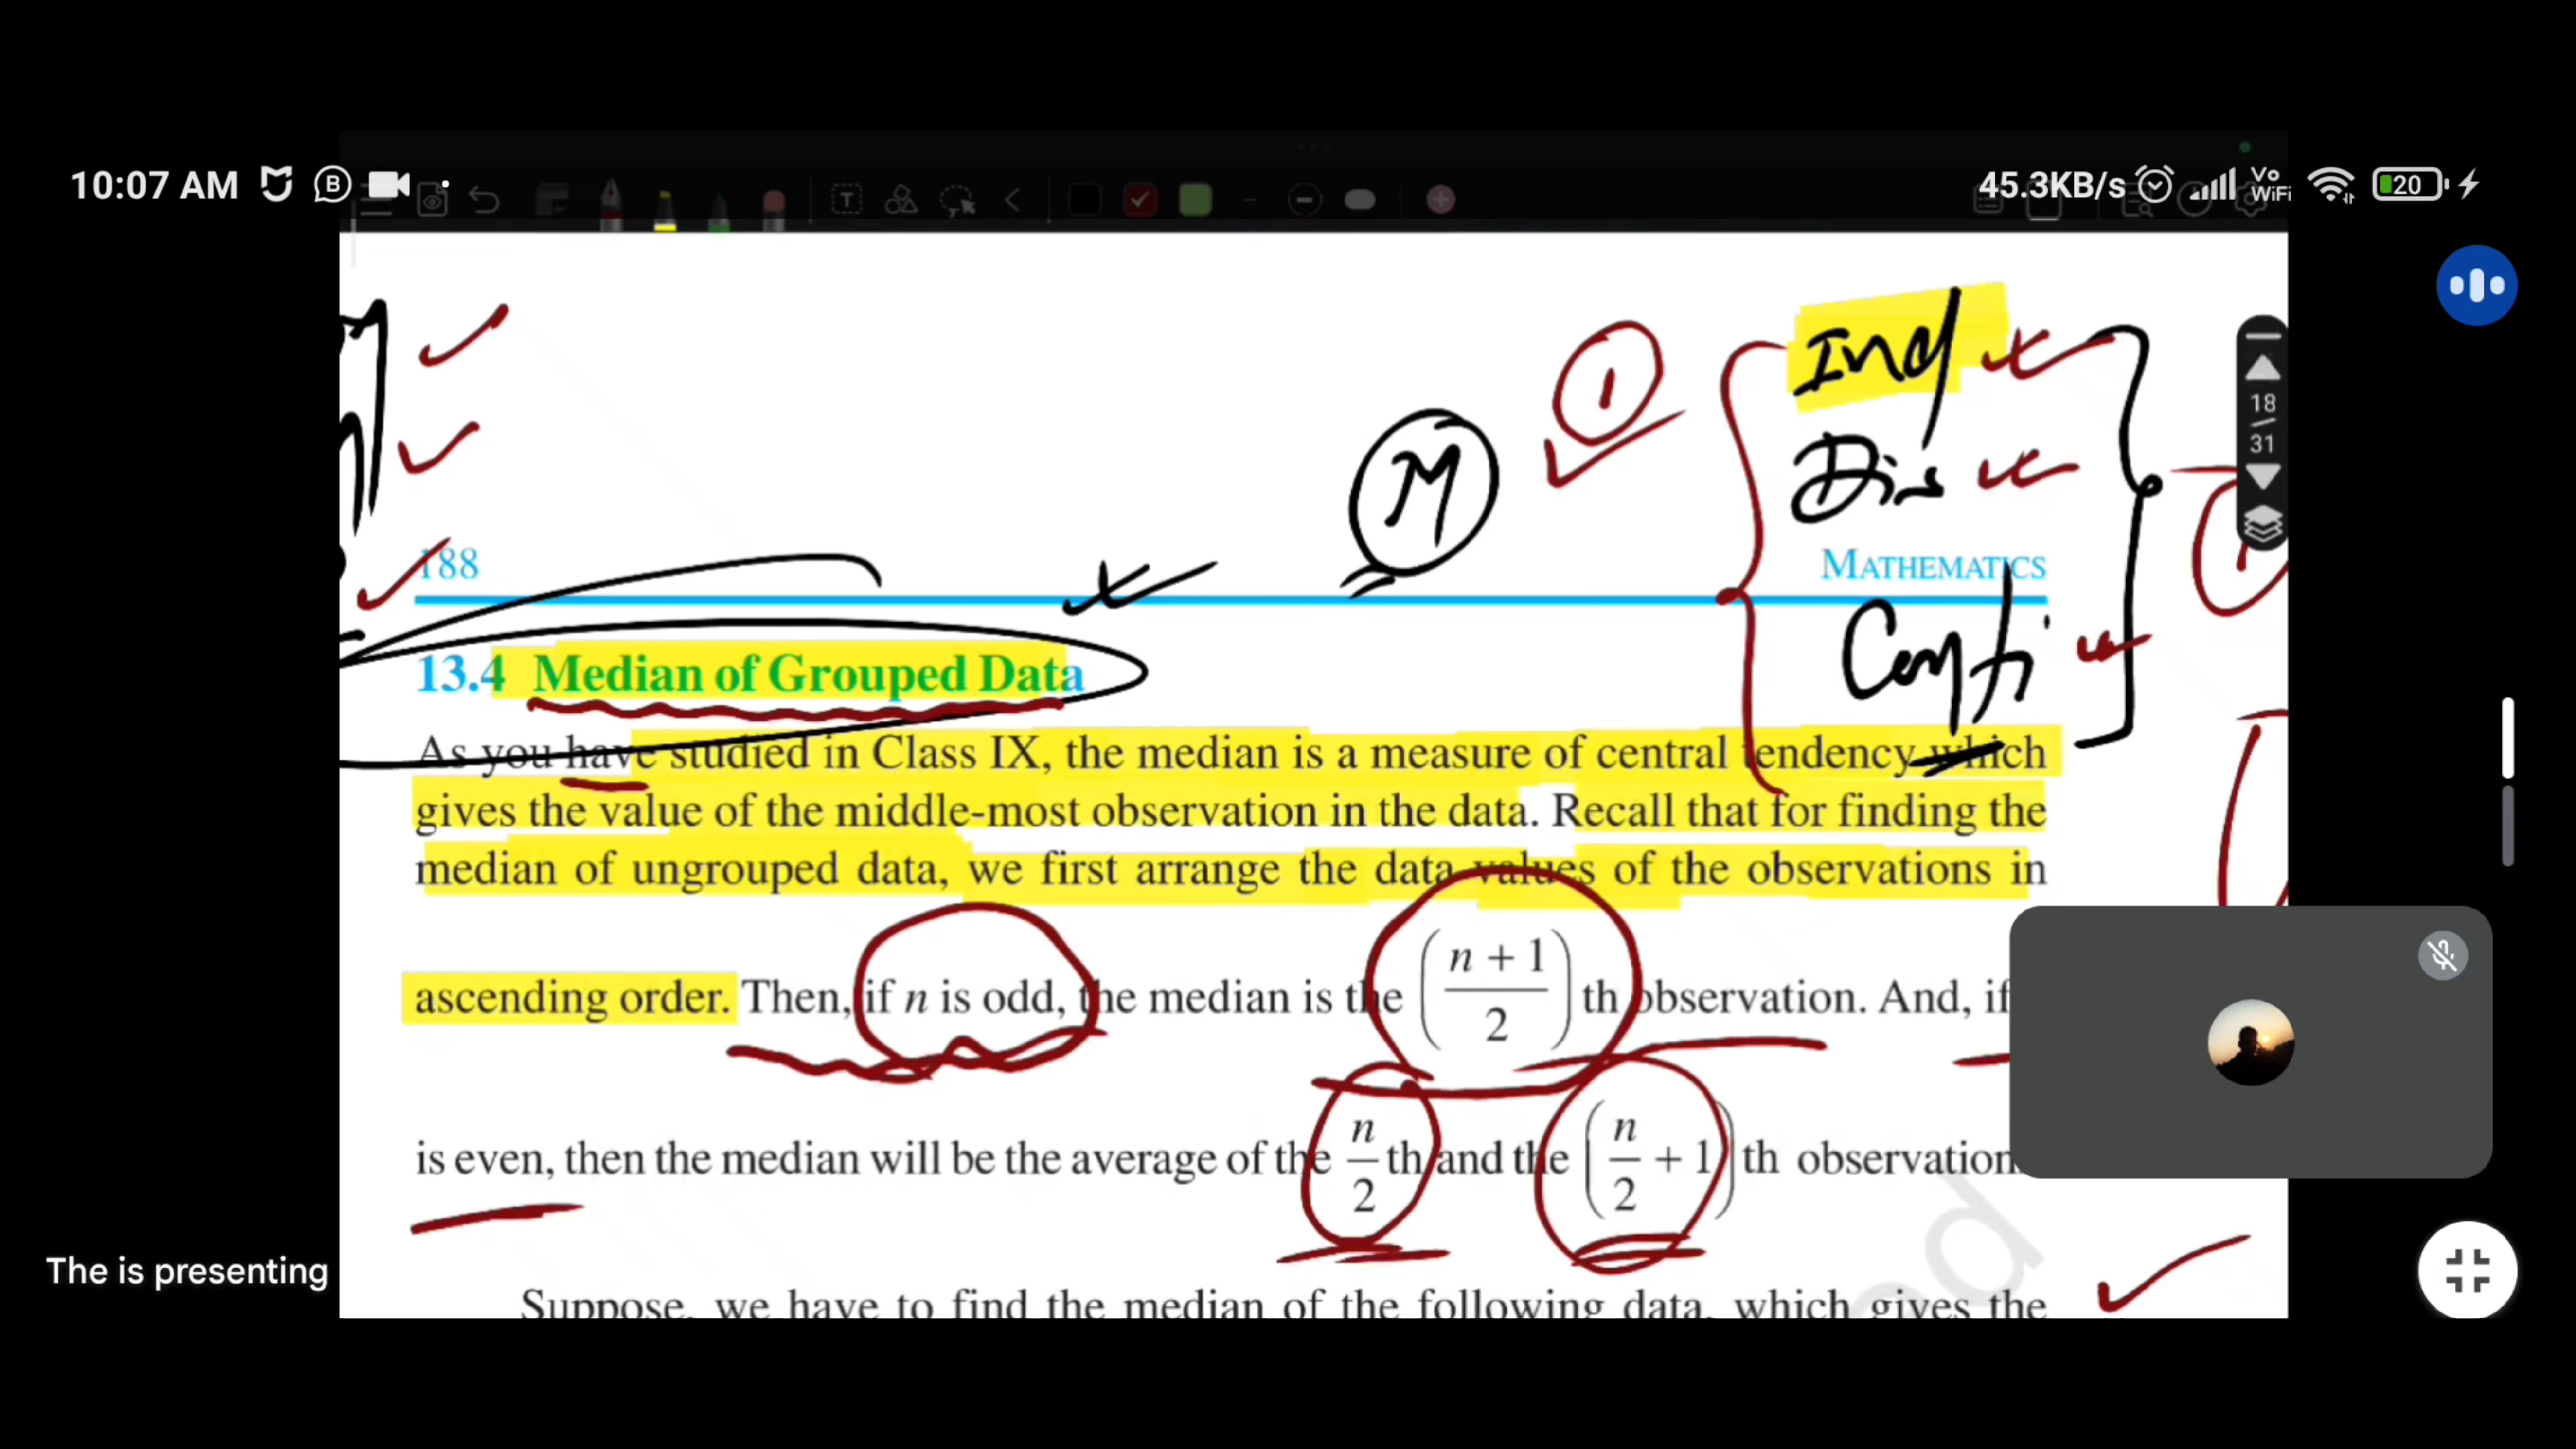 10:07 AM
45.3KB/s Vo WiFi 20
18
31
Ind
1
M
Dis
188
MATHEMATICS
Conti
13.4 Median of Grouped Data
As you have studied in Class IX, the median is a measure of central tendency which
gives the value of the middle-most observation in the data. Recall that for finding the
median of ungrouped data, we first arrange the data values of the observations in
ascending order. Then, if n is odd, the median is the (n + 1 / 2) th observation. And, if
is even, then the median will be the average of the n/2 th and the (n/2 + 1) th observation
Suppose, we have to find the median of the following data, which gives the
The is presenting